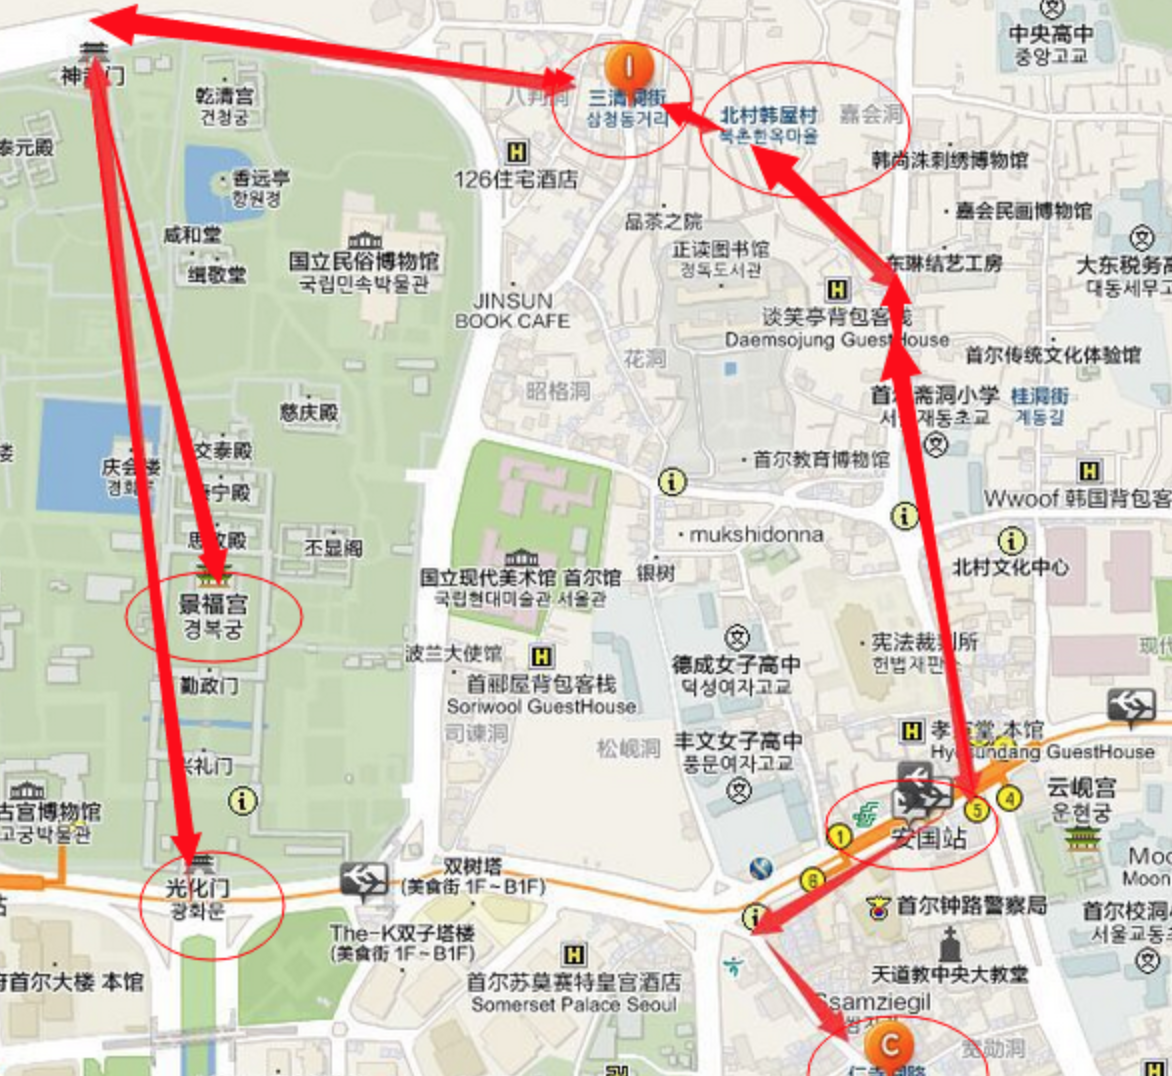 中央高中
중앙고교
神武门
乾清宫
건청궁
泰元殿
八判洞
三清洞街
삼청동거리
北村韩屋村
북촌한옥마을
嘉会洞
126住宅酒店
韩尚洙刺绣博物馆
香远亭
향원정
咸和堂
缉敬堂
品茶之院
嘉会民画博物馆
国立民俗博物馆
국립민속박물관
正读图书馆
정독도서관
东琳结艺工房
大东税务高
대동세무고
JINSUN
BOOK CAFE
谈笑亭背包客栈
Daemsojung GuestHouse
花洞
首尔传统文化体验馆
昭格洞
慈庆殿
首尔斋洞小学
서울재동초교
桂洞街
계동길
楼
交泰殿
庆会楼
경회루
康宁殿
首尔教育博物馆
Wwoof 韩国背包客
思政殿
丕显阁
mukshidonna
国立现代美术馆 首尔馆
국립현대미술관 서울관
银树
北村文化中心
景福宫
경복궁
波兰大使馆
宪法裁判所
헌법재판소
现代
勤政门
首郦屋背包客栈
Soriwool GuestHouse
德成女子高中
덕성여자고교
司谏洞
松岘洞
丰文女子高中
풍문여자고교
本馆
Hyosundang GuestHouse
兴礼门
古宫博物馆
고궁박물관
云岘宫
운현궁
4
5
1
安国站
6
光化门
광화문
双树塔
(美食街 1F~B1F)
Moo
Moon
首尔钟路警察局
首尔校洞
서울교동초
The-K双子塔楼
(美食街 1F~B1F)
府首尔大楼 本馆
首尔苏莫赛特皇宫酒店
Somerset Palace Seoul
天道教中央大教堂
Ssamziegil
쌈지길
C
宽勋洞
仁寺洞路